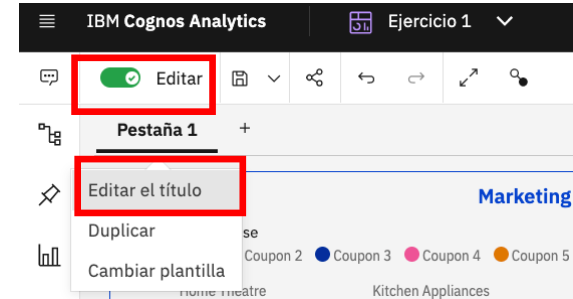 IBM Cognos Analytics
Ejercicio 1
Editar
Pestaña 1 +
Editar el título
Marketing
Duplicar
se
Coupon 2 Coupon 3 Coupon 4 Coupon 5
Cambiar plantilla
Home Theatre Kitchen Appliances